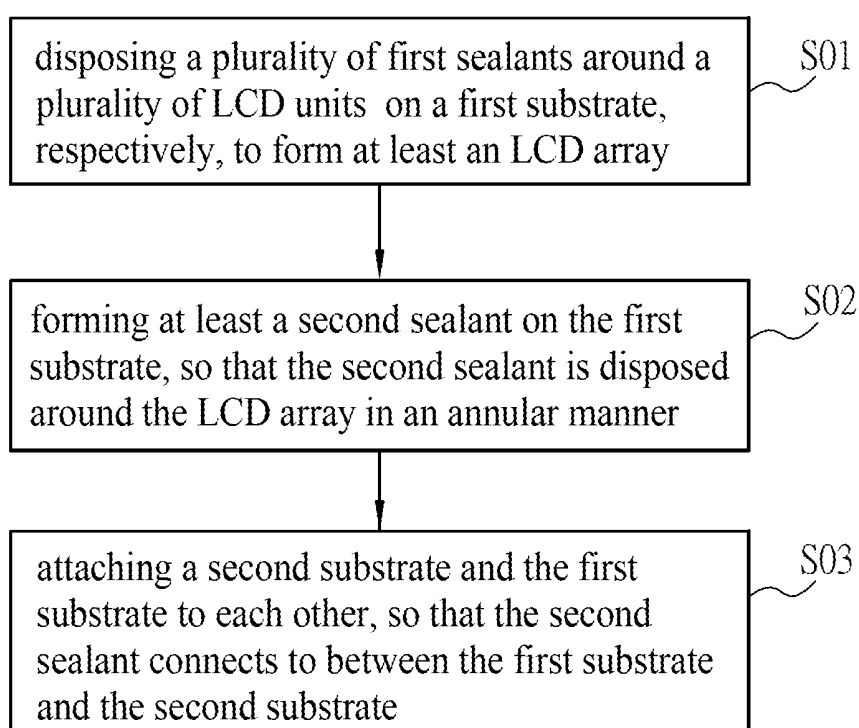 disposing a plurality of first sealants around a
plurality of LCD units on a first substrate,
respectively, to form at least an LCD array
S01
forming at least a second sealant on the first
substrate, so that the second sealant is disposed
around the LCD array in an annular manner
S02
attaching a second substrate and the first
substrate to each other, so that the second
sealant connects to between the first substrate
and the second substrate
S03